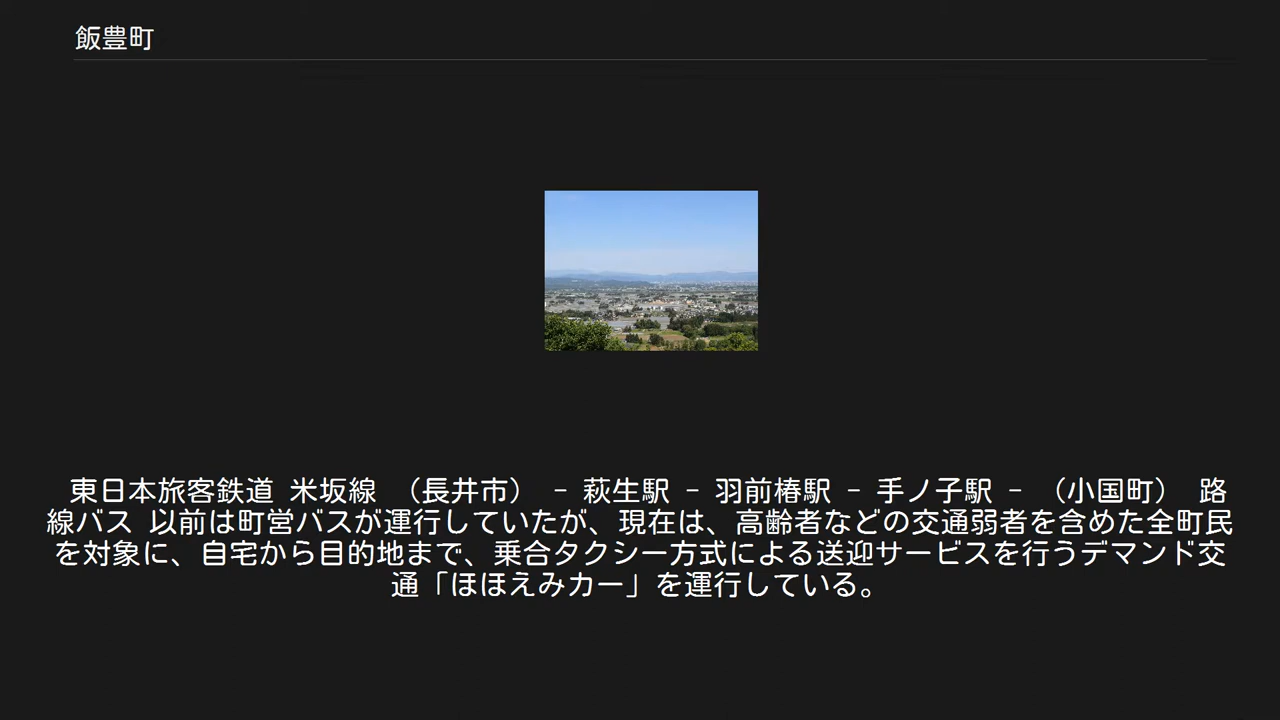 飯豊町
東日本旅客鉄道 米坂線 （長井市） - 萩生駅 - 羽前椿駅 - 手ノ子駅 - （小国町） 路
線バス 以前は町営バスが運行していたが、現在は、高齢者などの交通弱者を含めた全町民
を対象に、自宅から目的地まで、乗合タクシー方式による送迎サービスを行うデマンド交
通「ほほえみカー」を運行している。